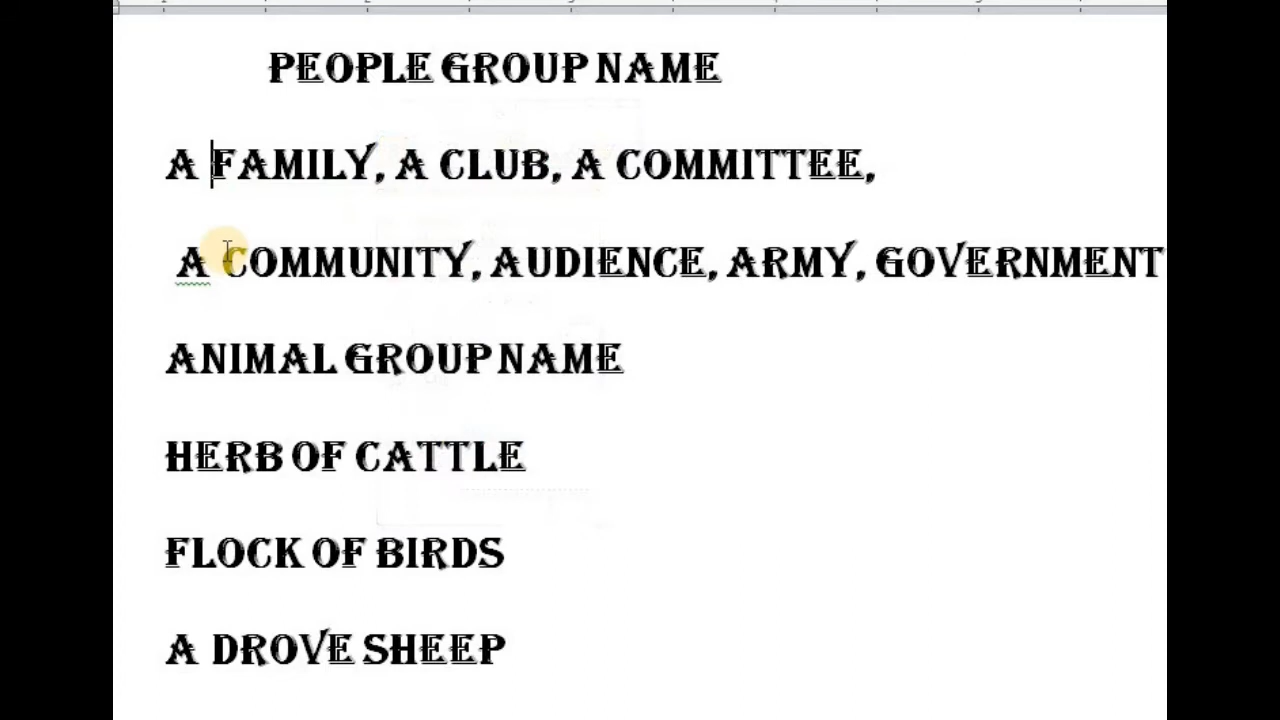 PEOPLE GROUP NAME
A FAMILY, A CLUB, A COMMITTEE,
A COMMUNITY, AUDIENCE, ARMY, GOVERNMENT
ANIMAL GROUP NAME
HERB OF CATTLE
FLOCK OF BIRDS
A DROVE SHEEP